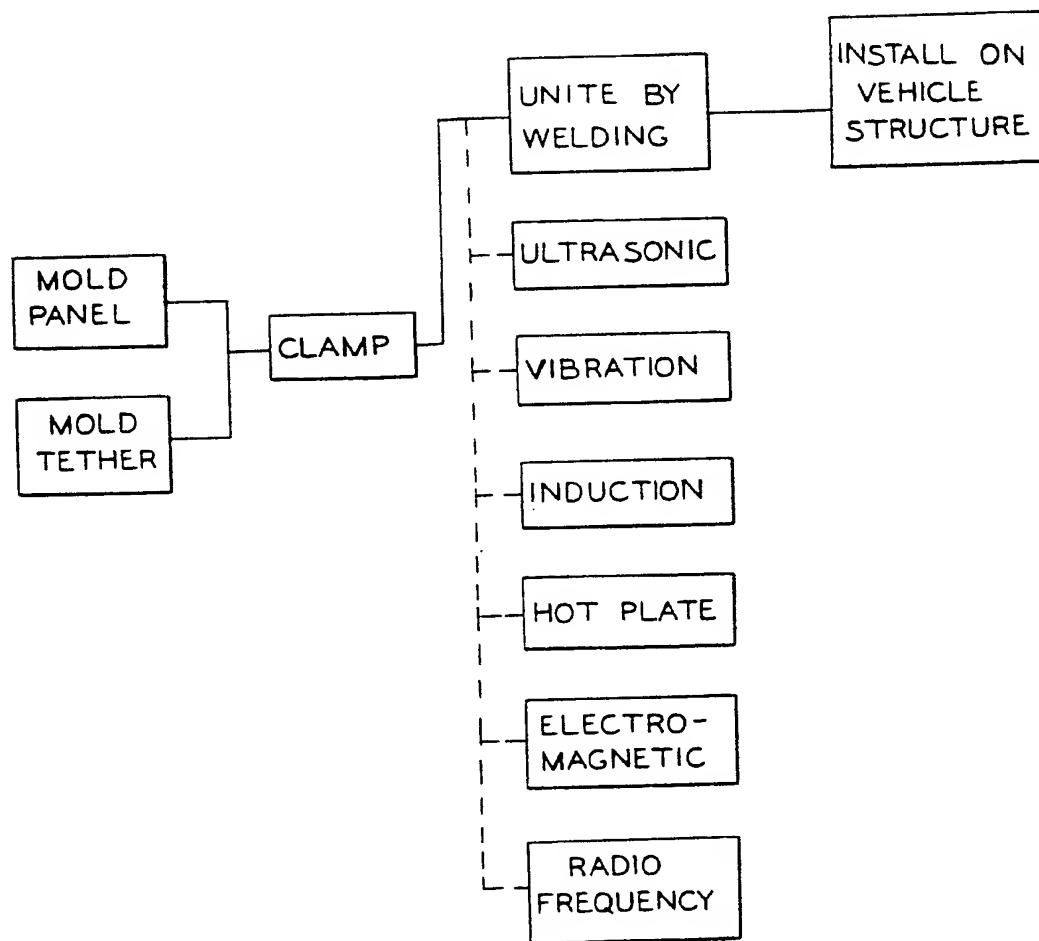 MOLD
PANEL
MOLD
TETHER
CLAMP
UNITE BY
WELDING
INSTALL ON
VEHICLE
STRUCTURE
ULTRASONIC
VIBRATION
INDUCTION
HOT PLATE
ELECTRO-
MAGNETIC
RADIO
FREQUENCY